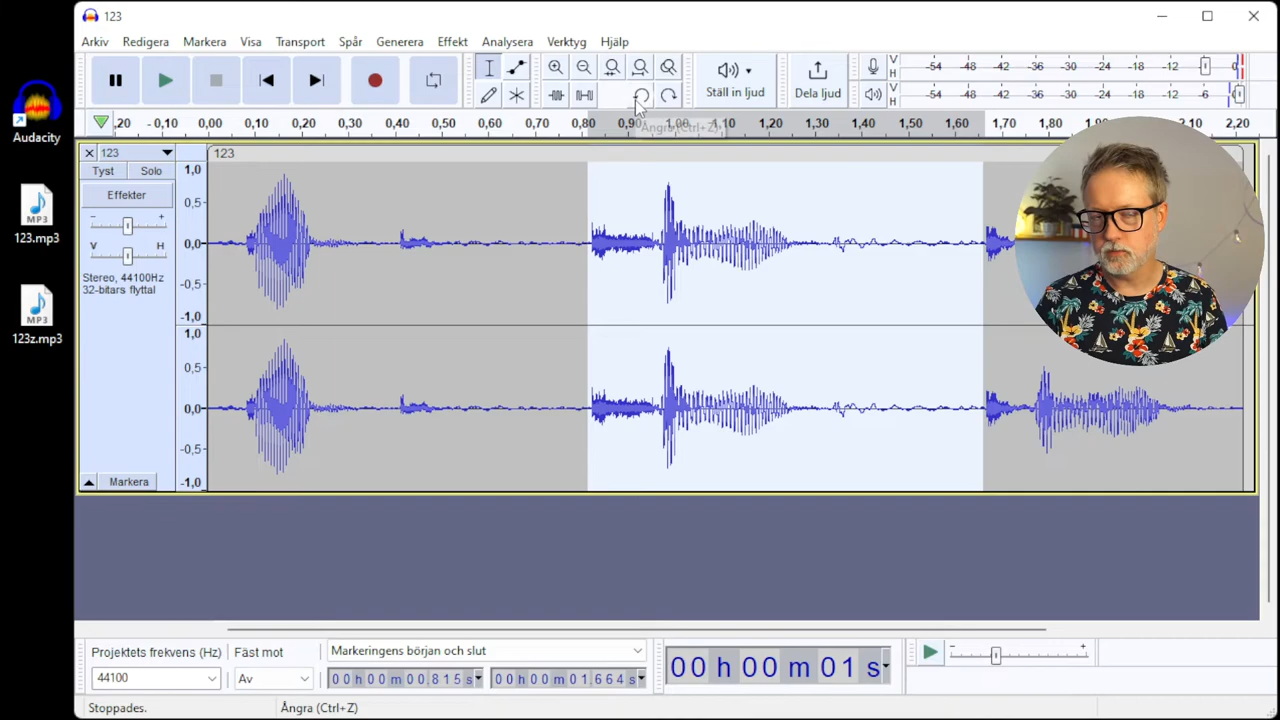 123
Arkiv Redigera Markera Visa Transport Spår Generera Effekt Analysera Verktyg Hjälp
Ställ in ljud
Dela ljud
V H -54 -48 -42 -36 -30 -24 -18 -12
V H -54 -48 -42 -36 -30 -24 -18 -12 -6
,20 -0,10 0,00 0,10 0,20 0,30 0,40 0,50 0,60 0,70 0,80 0,90 1,00 1,10 1,20 1,30 1,40 1,50 1,60 1,70 1,80 2,10 2,20
Ångra (Ctrl+Z)
Audacity
MP3
123.mp3
MP3
123z.mp3
123
123
Tyst Solo
Effekter
- +
V H
Stereo, 44100Hz
32-bitars flyttal
Markera
1,0
0,5
0,0
-0,5
-1,0
1,0
0,5
0,0
-0,5
-1,0
Projektets frekvens (Hz)
44100
Fäst mot
Av
Markeringens början och slut
00 h 00 m 00.815 s
00 h 00 m 01.664 s
00 h 00 m 01 s
- +
Stoppades.
Ångra (Ctrl+Z)